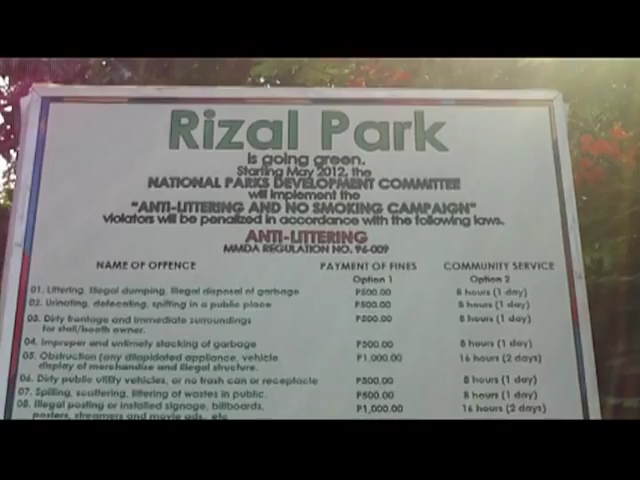 Rizal Park
is going green.
Starting May 2012, the
NATIONAL PARKS DEVELOPMENT COMMITTEE
will implement the
"ANTI-LITTERING AND NO SMOKING CAMPAIGN"
violators will be penalized in accordance with the following laws.
ANTI-LITTERING
MMDA REGULATION NO. 96-009
NAME OF OFFENCE PAYMENT OF FINES COMMUNITY SERVICE
Option 1 Option 2
01. Littering, illegal dumping, illegal disposal of garbage P500.00 8 hours (1 day)
02. Urinating, defecating, spitting in a public place P500.00 8 hours (1 day)
03. Dirty frontage and immediate surroundings P500.00 8 hours (1 day)
for stall/booth owner.
04. Improper and untimely stacking of garbage P500.00 8 hours (1 day)
05. Obstruction (any dilapidated appliance, vehicle P1,000.00 16 hours (2 days)
display of merchandise and illegal structure.
06. Dirty public utility vehicles, or no trash can or receptacle P500.00 8 hours (1 day)
07. Spilling, scattering, littering of wastes in public. P500.00 8 hours (1 day)
08. Illegal posting or installed signage, billboards, P1,000.00 16 hours (2 days)
posters, streamers and movie ads, etc